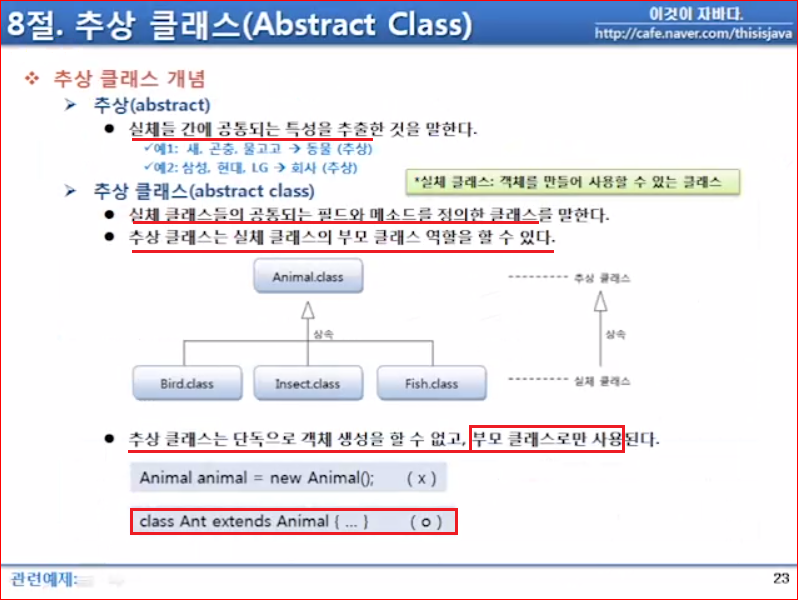 8절. 추상 클래스(Abstract Class)
이것이 자바다.
http://cafe.naver.com/thisisjava
❖ 추상 클래스 개념
➢ 추상(abstract)
● 실체들 간에 공통되는 특성을 추출한 것을 말한다.
✓예1: 새, 곤충, 물고고 → 동물 (추상)
✓예2: 삼성, 현대, LG → 회사 (추상)
*실체 클래스: 객체를 만들어 사용할 수 있는 클래스
➢ 추상 클래스(abstract class)
● 실체 클래스들의 공통되는 필드와 메소드를 정의한 클래스를 말한다.
● 추상 클래스는 실체 클래스의 부모 클래스 역할을 할 수 있다.
Animal.class
추상 클래스
상속
상속
Bird.class
Insect.class
Fish.class
실체 클래스
● 추상 클래스는 단독으로 객체 생성을 할 수 없고, 부모 클래스로만 사용된다.
Animal animal = new Animal(); ( x )
class Ant extends Animal { ... } ( o )
관련예제:
23